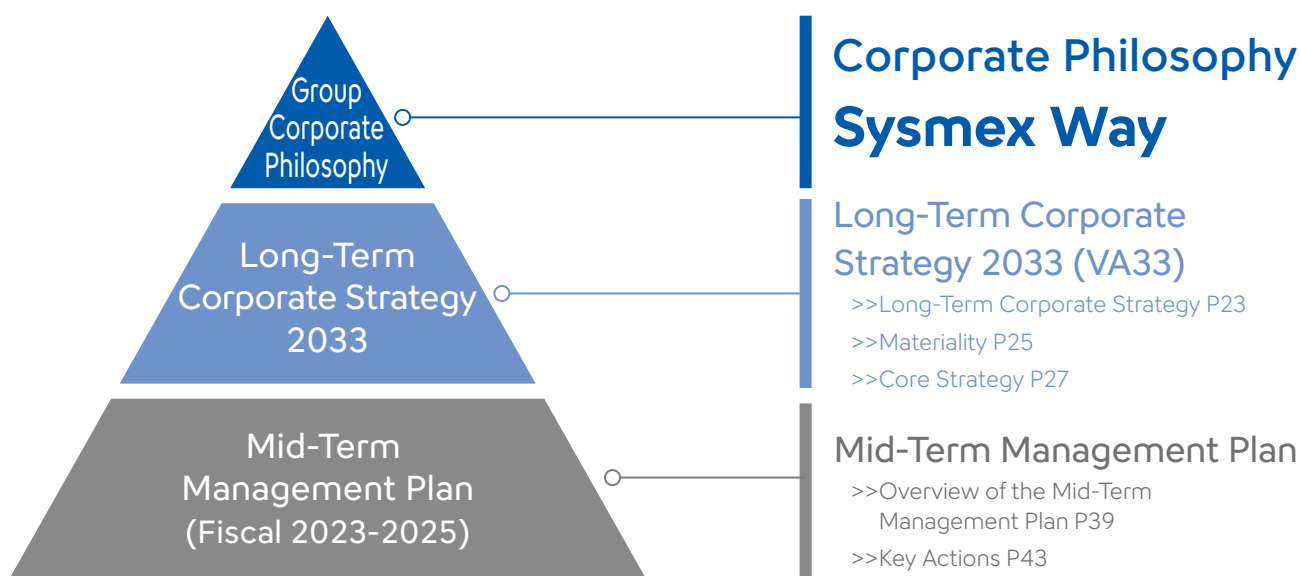 Group
Corporate
Philosophy
Corporate Philosophy
Sysmex Way
Long-Term
Corporate Strategy
2033
Long-Term Corporate
Strategy 2033 (VA33)
>>Long-Term Corporate Strategy P23
>>Materiality P25
>>Core Strategy P27
Mid-Term
Management Plan
(Fiscal 2023-2025)
Mid-Term Management Plan
>>Overview of the Mid-Term
Management Plan P39
>>Key Actions P43